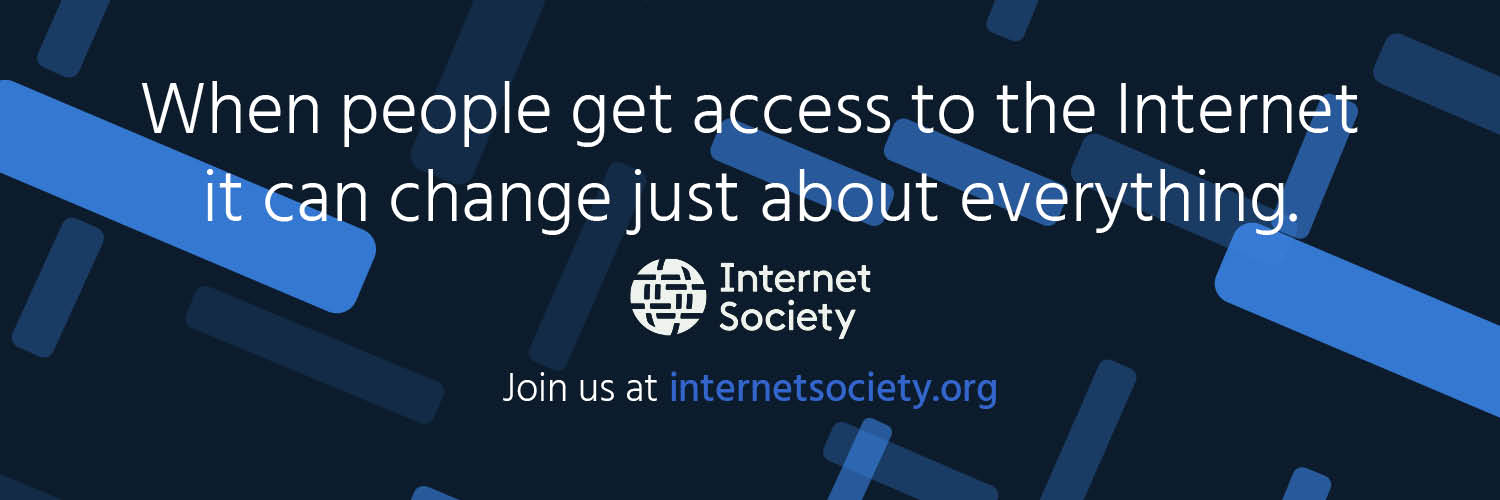 When people get access to the Internet
it can change just about everything.
Internet
Society
Join us at internetsociety.org